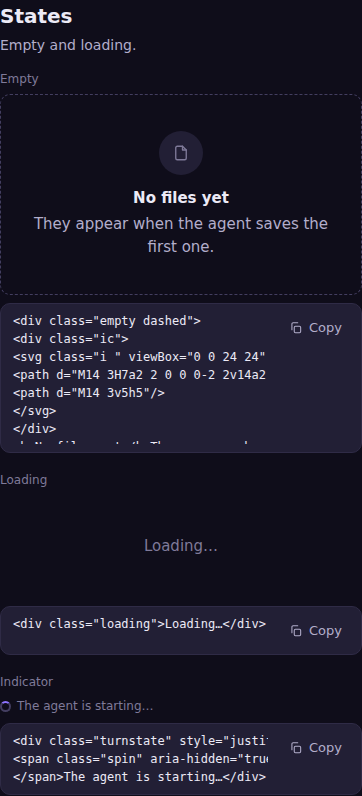 States
Empty and loading.
Empty
No files yet
They appear when the agent saves the
first one.
<div class="empty dashed">
Copy
<div class="ic">
<svg class="i " viewBox="0 0 24 24"
<path d="M14 3H7a2 2 0 0 0-2 2v14a2
<path d="M14 3v5h5"/>
</svg>
</div>
Loading
Loading…
<div class="loading">Loading…</div>
Copy
Indicator
The agent is starting…
<div class="turnstate" style="justi
Copy
<span class="spin" aria-hidden="true
</span>The agent is starting…</div>